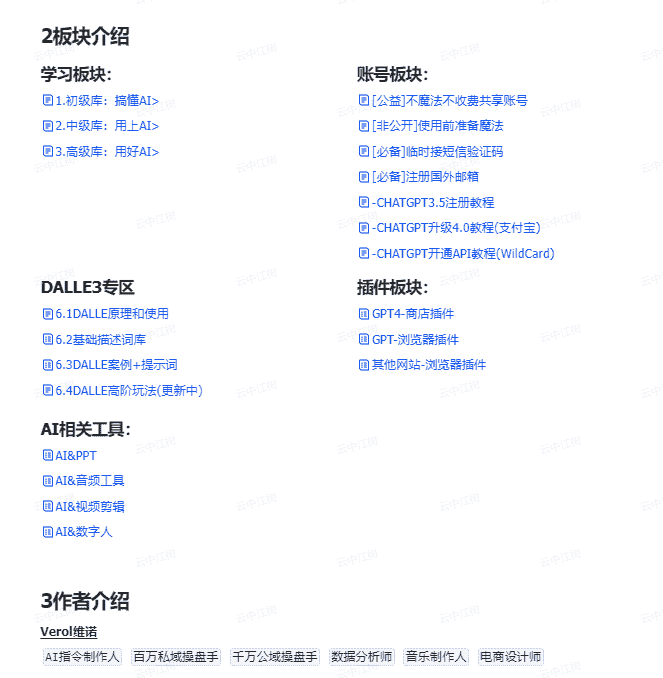 2板块介绍
学习板块：
1.初级库：搞懂AI>
2.中级库：用上AI>
3.高级库：用好AI>
账号板块：
[公益]不魔法不收费共享账号
[非公开]使用前准备魔法
[必备]临时接短信验证码
[必备]注册国外邮箱
-CHATGPT3.5注册教程
-CHATGPT升级4.0教程(支付宝)
-CHATGPT开通API教程(WildCard)
DALLE3专区
6.1DALLE原理和使用
6.2基础描述词库
6.3DALLE案例+提示词
6.4DALLE高阶玩法(更新中)
插件板块：
GPT4-商店插件
GPT-浏览器插件
其他网站-浏览器插件
AI相关工具：
AI&PPT
AI&音频工具
AI&视频剪辑
AI&数字人
3作者介绍
Verol维诺
AI指令制作人 百万私域操盘手 千万公域操盘手 数据分析师 音乐制作人 电商设计师